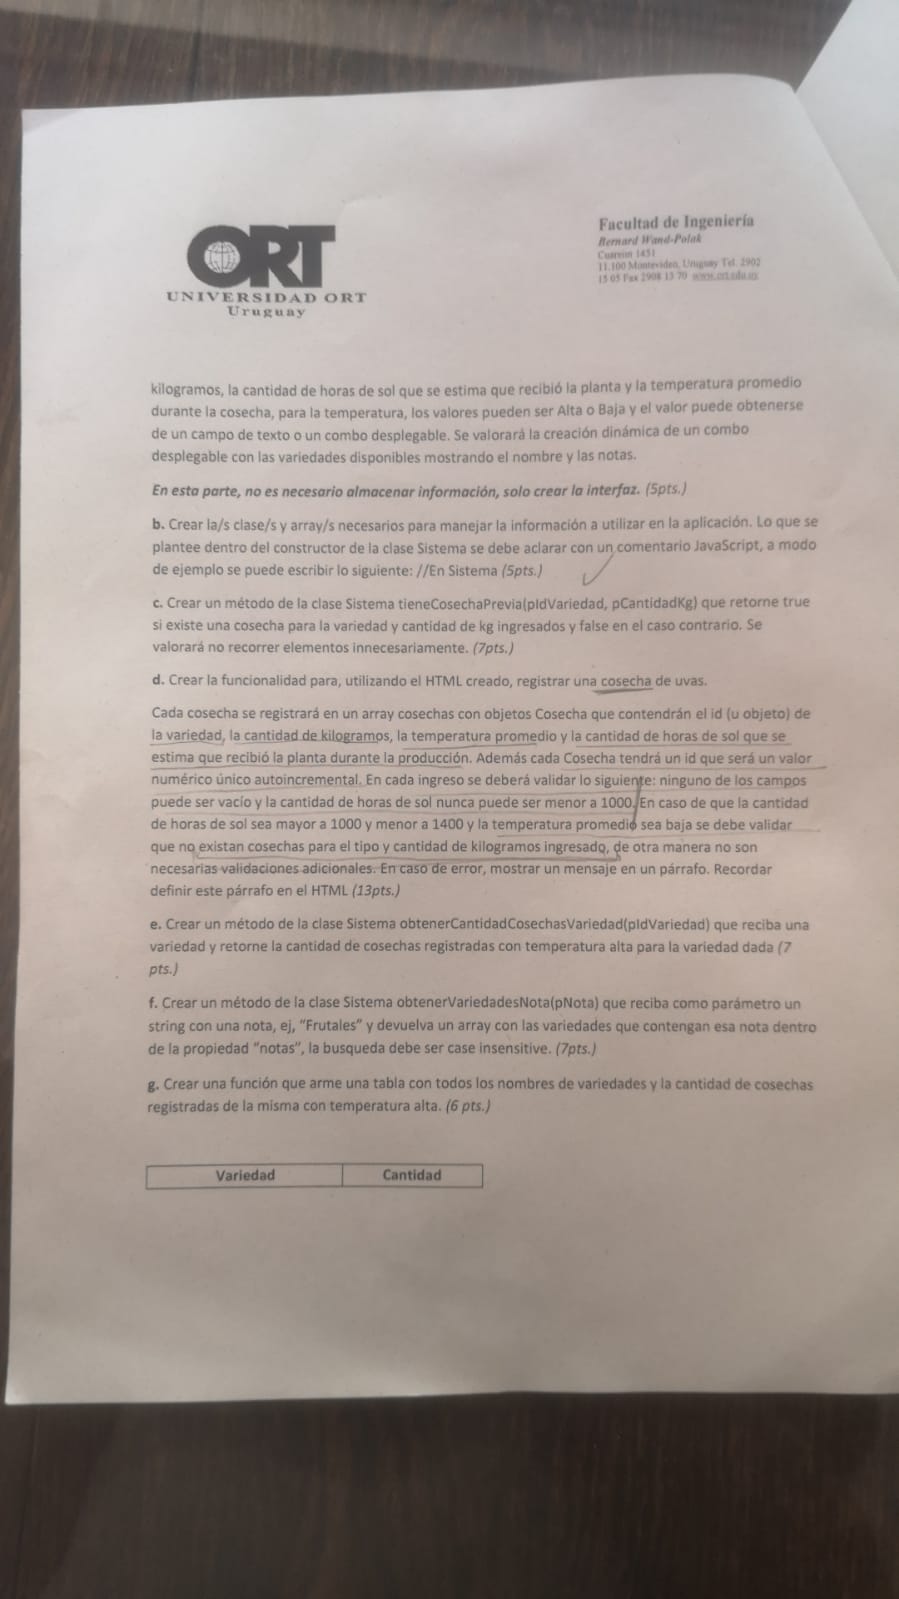 ORT
UNIVERSIDAD ORT
Uruguay
Facultad de Ingeniería
Bernard Wand-Polak
Cuareim 1451
11.100 Montevideo, Uruguay Tel. 2902
15 05 Fax 2908 13 70 www.ort.edu.uy
kilogramos, la cantidad de horas de sol que se estima que recibió la planta y la temperatura promedio
durante la cosecha, para la temperatura, los valores pueden ser Alta o Baja y el valor puede obtenerse
de un campo de texto o un combo desplegable. Se valorará la creación dinámica de un combo
desplegable con las variedades disponibles mostrando el nombre y las notas.
En esta parte, no es necesario almacenar información, solo crear la interfaz. (5pts.)
b. Crear la/s clase/s y array/s necesarios para manejar la información a utilizar en la aplicación. Lo que se
plantee dentro del constructor de la clase Sistema se debe aclarar con un comentario JavaScript, a modo
de ejemplo se puede escribir lo siguiente: //En Sistema (5pts.)
c. Crear un método de la clase Sistema tieneCosechaPrevia(pIdVariedad, pCantidadKg) que retorne true
si existe una cosecha para la variedad y cantidad de kg ingresados y false en el caso contrario. Se
valorará no recorrer elementos innecesariamente. (7pts.)
d. Crear la funcionalidad para, utilizando el HTML creado, registrar una cosecha de uvas.
Cada cosecha se registrará en un array cosechas con objetos Cosecha que contendrán el id (u objeto) de
la variedad, la cantidad de kilogramos, la temperatura promedio y la cantidad de horas de sol que se
estima que recibió la planta durante la producción. Además cada Cosecha tendrá un id que será un valor
numérico único autoincremental. En cada ingreso se deberá validar lo siguiente: ninguno de los campos
puede ser vacío y la cantidad de horas de sol nunca puede ser menor a 1000. En caso de que la cantidad
de horas de sol sea mayor a 1000 y menor a 1400 y la temperatura promedio sea baja se debe validar
que no existan cosechas para el tipo y cantidad de kilogramos ingresado, de otra manera no son
necesarias validaciones adicionales. En caso de error, mostrar un mensaje en un párrafo. Recordar
definir este párrafo en el HTML (13pts.)
e. Crear un método de la clase Sistema obtenerCantidadCosechasVariedad(pIdVariedad) que reciba una
variedad y retorne la cantidad de cosechas registradas con temperatura alta para la variedad dada (7
pts.)
f. Crear un método de la clase Sistema obtenerVariedadesNota(pNota) que reciba como parámetro un
string con una nota, ej, "Frutales" y devuelva un array con las variedades que contengan esa nota dentro
de la propiedad "notas", la busqueda debe ser case insensitive. (7pts.)
g. Crear una función que arme una tabla con todos los nombres de variedades y la cantidad de cosechas
registradas de la misma con temperatura alta. (6 pts.)
Variedad Cantidad